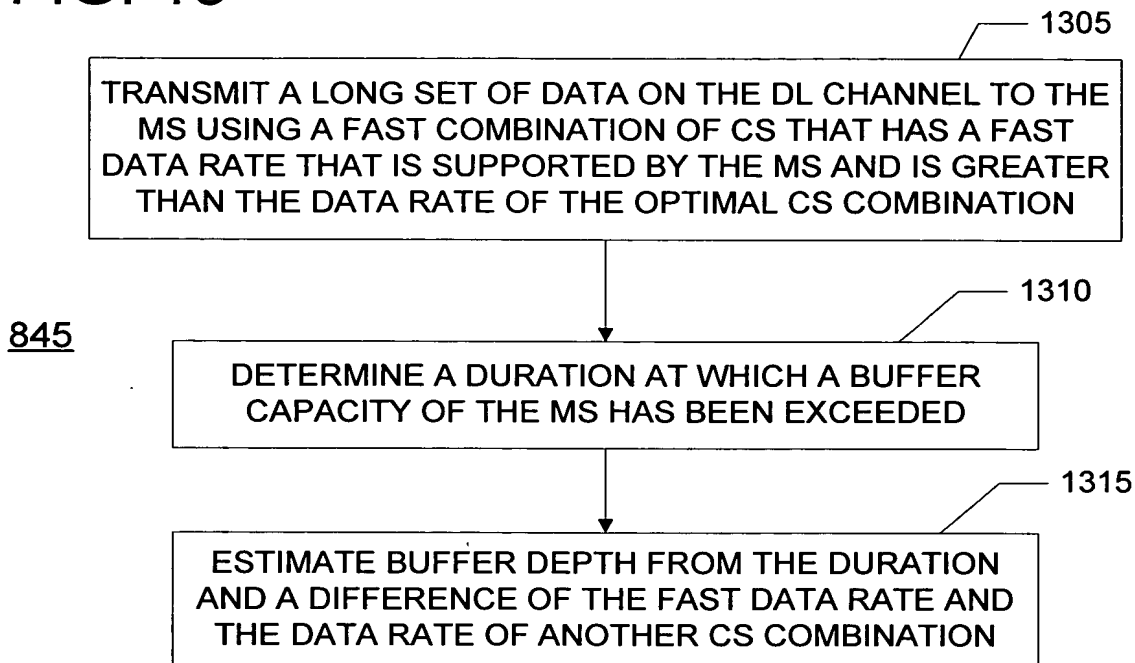 1305
TRANSMIT A LONG SET OF DATA ON THE DL CHANNEL TO THE
MS USING A FAST COMBINATION OF CS THAT HAS A FAST
DATA RATE THAT IS SUPPORTED BY THE MS AND IS GREATER
THAN THE DATA RATE OF THE OPTIMAL CS COMBINATION
1310
845
DETERMINE A DURATION AT WHICH A BUFFER
CAPACITY OF THE MS HAS BEEN EXCEEDED
1315
ESTIMATE BUFFER DEPTH FROM THE DURATION
AND A DIFFERENCE OF THE FAST DATA RATE AND
THE DATA RATE OF ANOTHER CS COMBINATION